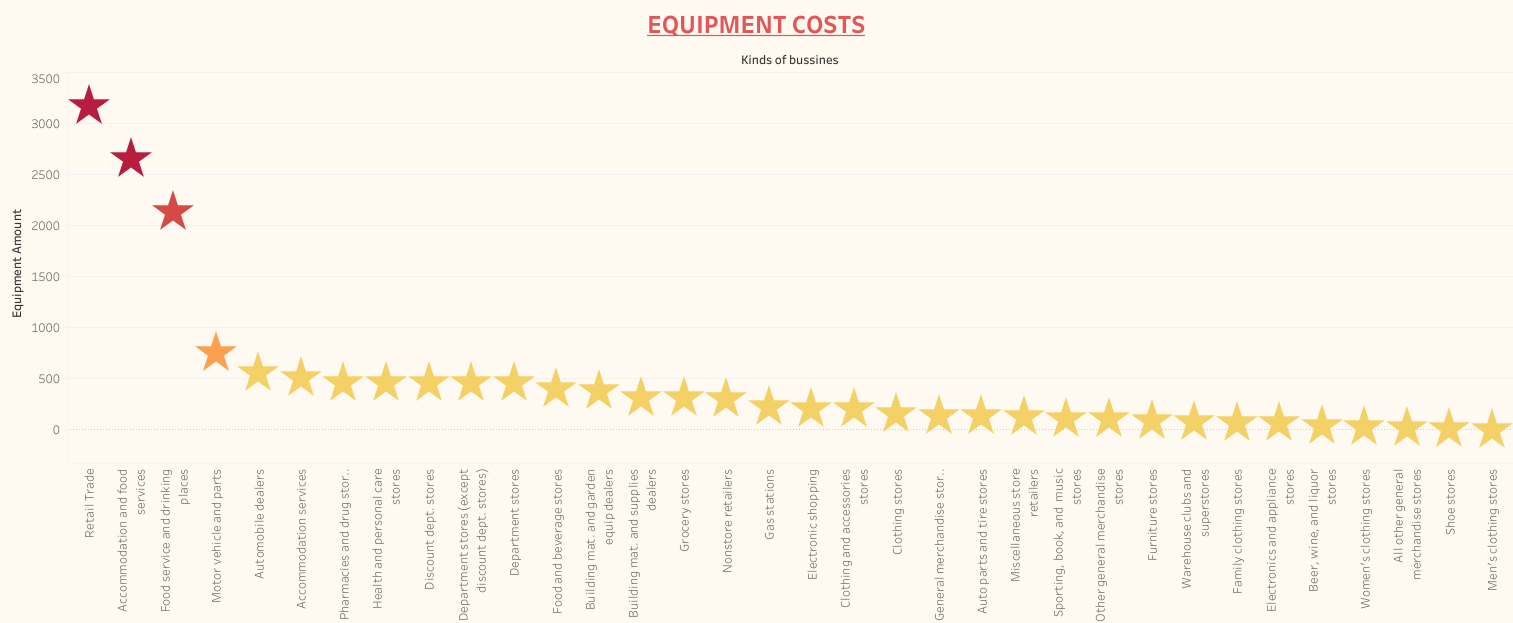 EQUIPMENT COSTS
Kinds of bussines
Equipment Amount
3500
3000
2500
2000
1500
1000
500
0
Retail Trade
Accommodation and food
services
Food service and drinking
places
Motor vehicle and parts
Automobile dealers
Accommodation services
Pharmacies and drug stor..
Health and personal care
stores
Discount dept. stores
Department stores (except
discount dept. stores)
Department stores
Food and beverage stores
Building mat. and garden
equip dealers
Building mat. and supplies
dealers
Grocery stores
Nonstore retailers
Gas stations
Electronic shopping
Clothing and accessories
stores
Clothing stores
General merchandise stor..
Auto parts and tire stores
Miscellaneous store
retailers
Sporting, book, and music
stores
Other general merchandise
stores
Furniture stores
Warehouse clubs and
superstores
Family clothing stores
Electronics and appliance
stores
Beer, wine, and liquor
stores
Women’s clothing stores
All other general
merchandise stores
Shoe stores
Men’s clothing stores